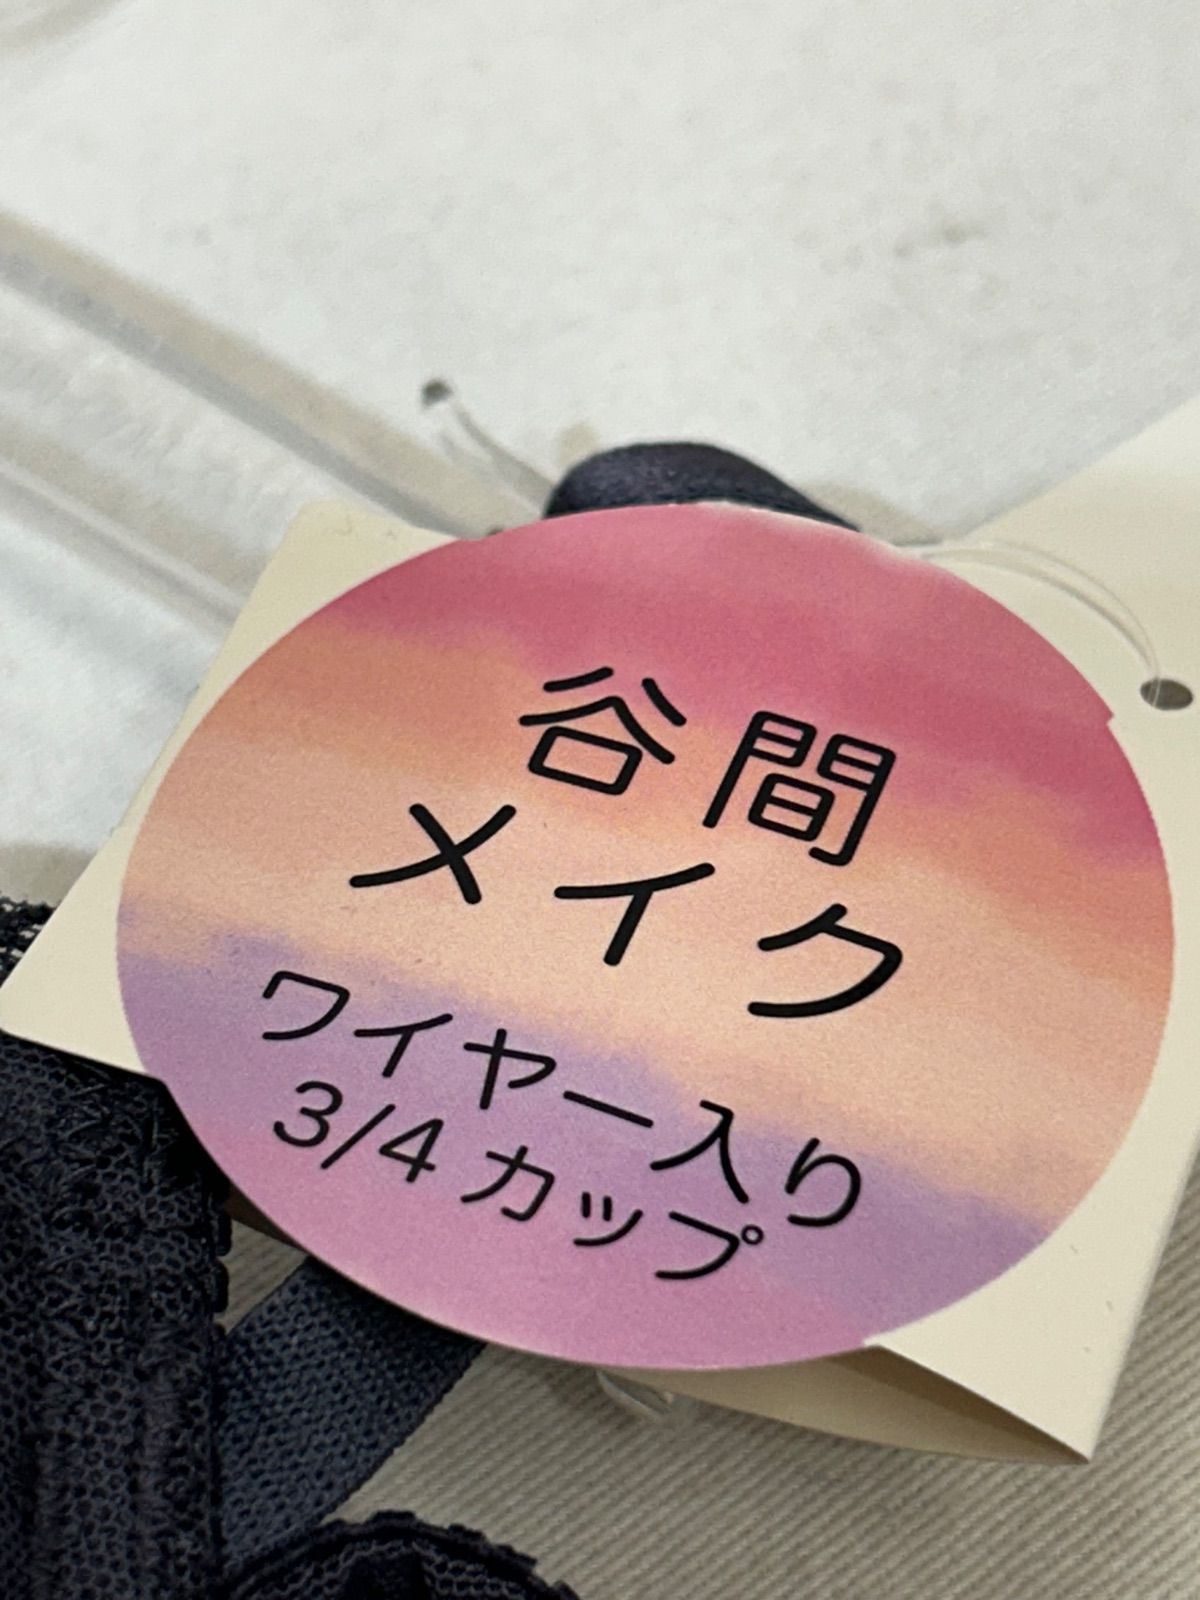 谷間
メイク
ワイヤー入り
3/4 カップ